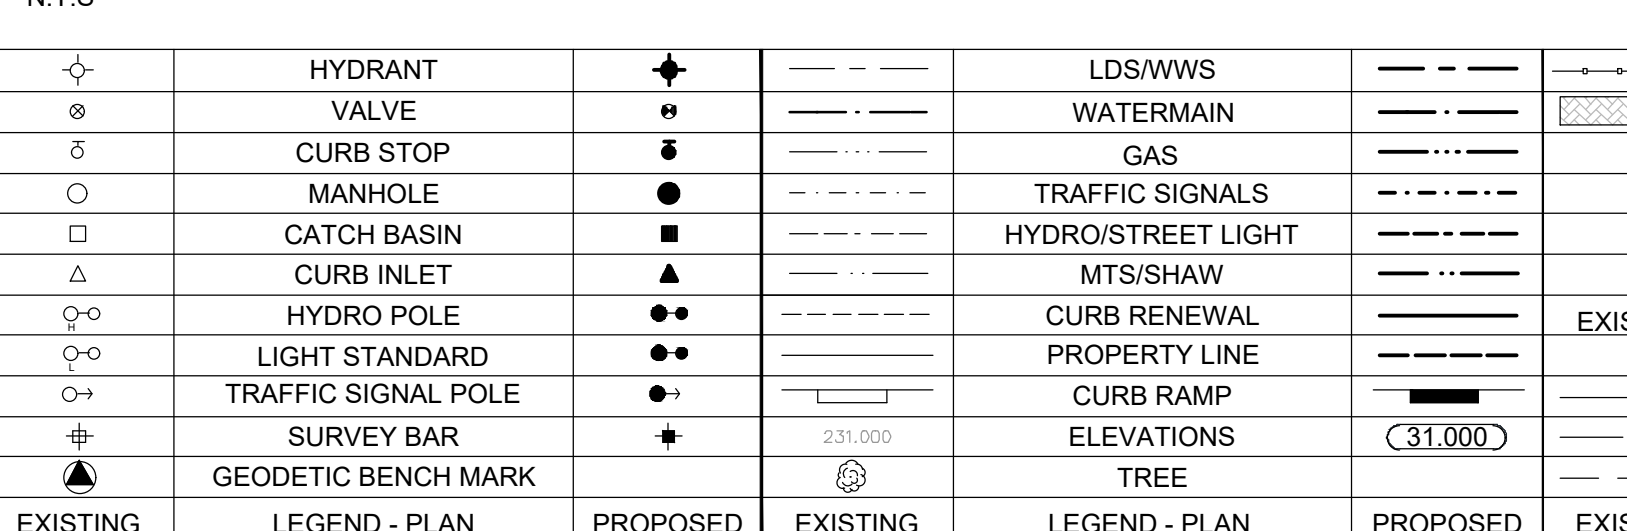 HYDRANT LDS/WWS
VALVE WATERMAIN
CURB STOP GAS
MANHOLE TRAFFIC SIGNALS
CATCH BASIN HYDRO/STREET LIGHT
CURB INLET MTS/SHAW
H HYDRO POLE CURB RENEWAL
L LIGHT STANDARD PROPERTY LINE
TRAFFIC SIGNAL POLE CURB RAMP
SURVEY BAR 231.000 ELEVATIONS 31.000
GEODETIC BENCH MARK TREE
EXISTING LEGEND - PLAN PROPOSED EXISTING LEGEND - PLAN PROPOSED